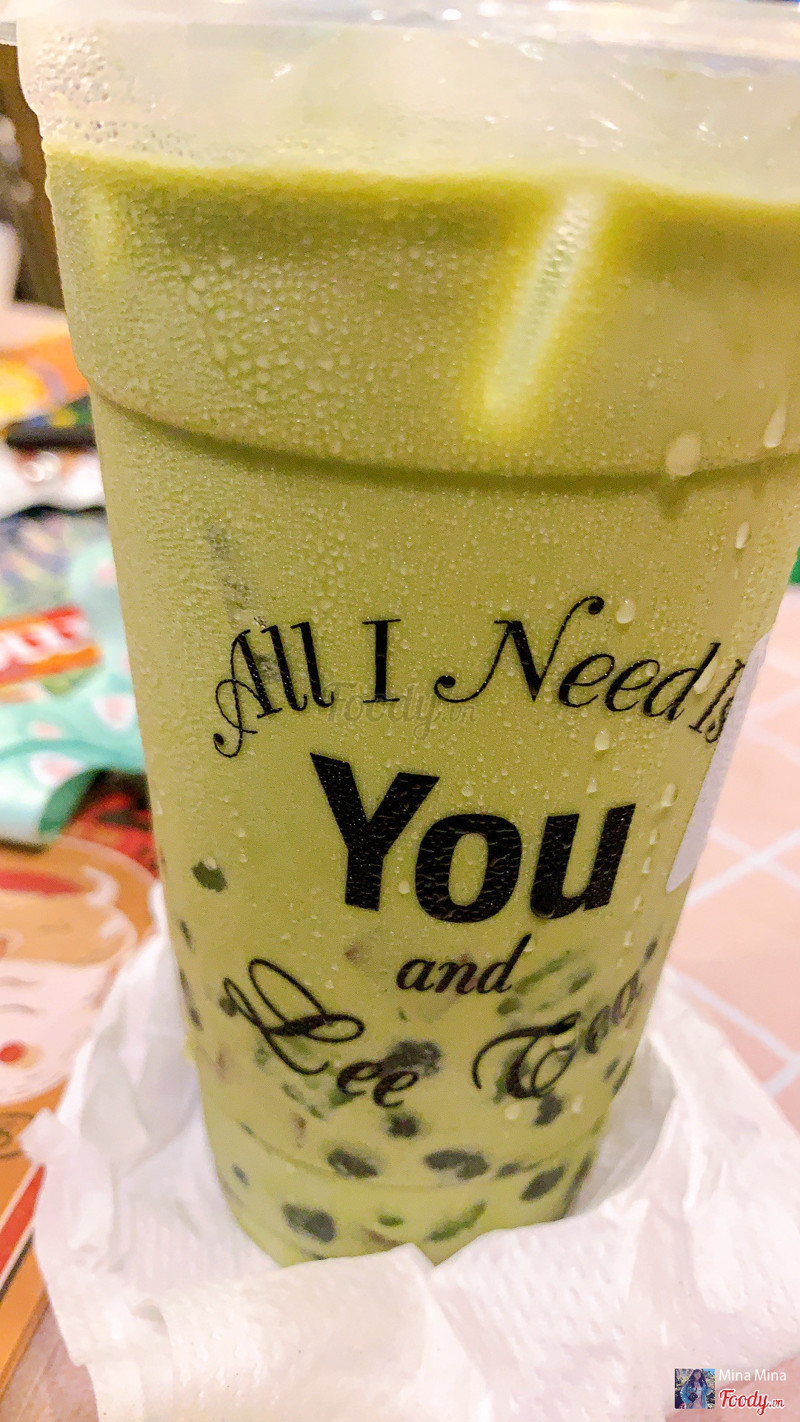 All I Need Is
You
and
Lee Tea
Foody.vn
Mina Mina
Foody.vn